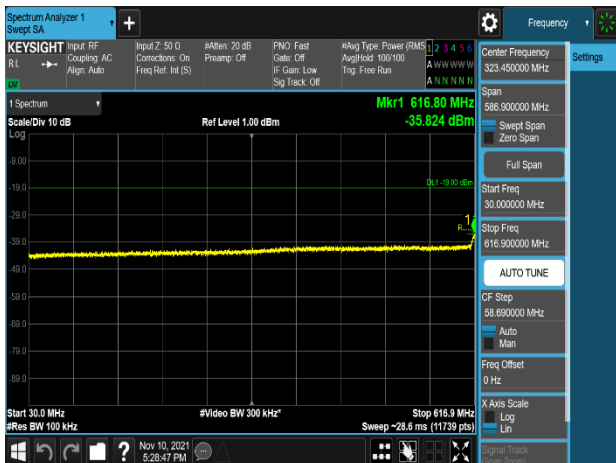 Spectrum Analyzer 1
Swept SA
Frequency
Settings
KEYSIGHT
RL
Input: RF
Coupling: AC
Align: Auto
Input Z: 50 Ω
Corrections: On
Freq Ref: Int (S)
#Atten: 20 dB
Preamp: Off
PNO: Fast
Gate: Off
IF Gain: Low
Sig Track: Off
#Avg Type: Power (RMS
Avg|Hold: 100/100
Trig: Free Run
1 2 3 4 5 6
A W W W W W
A N N N N N
1 Spectrum
Scale/Div 10 dB
Ref Level 1.00 dBm
Mkr1 616.80 MHz
-35.824 dBm
Log
-9.00
-19.0
-29.0
-39.0
-49.0
-59.0
-69.0
-79.0
-89.0
DL1 -19.00 dBm
1
Start 30.0 MHz
#Video BW 300 kHz*
Stop 616.9 MHz
#Res BW 100 kHz
Sweep ~28.6 ms (11739 pts)
Center Frequency
323.450000 MHz
Span
586.900000 MHz
Swept Span
Zero Span
Full Span
Start Freq
30.000000 MHz
Stop Freq
616.900000 MHz
AUTO TUNE
CF Step
58.690000 MHz
Auto
Man
Freq Offset
0 Hz
X Axis Scale
Log
Lin
Signal Track
(Span Zoom)
Nov 10, 2021
5:28:47 PM